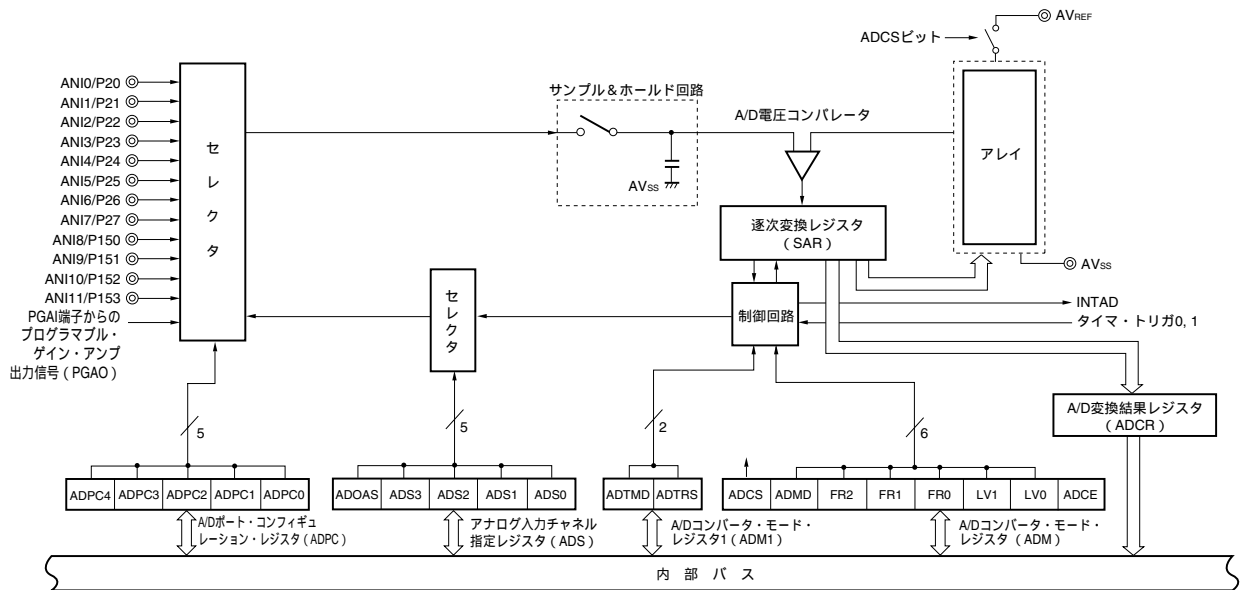 AVREF
ADCSビット
ANI0/P20
ANI1/P21
ANI2/P22
ANI3/P23
ANI4/P24
ANI5/P25
ANI6/P26
ANI7/P27
ANI8/P150
ANI9/P151
ANI10/P152
ANI11/P153
PGAI端子からの
プログラマブル・
ゲイン・アンプ
出力信号(PGAO)
セレクタ
サンプル&ホールド回路
AVSS
A/D電圧コンパレータ
アレイ
逐次変換レジスタ
(SAR)
AVSS
セレクタ
制御回路
INTAD
タイマ・トリガ0, 1
A/D変換結果レジスタ
(ADCR)
5
5
2
6
ADPC4 ADPC3 ADPC2 ADPC1 ADPC0
ADOAS ADS3 ADS2 ADS1 ADS0
ADTMD ADTRS
ADCS ADMD FR2 FR1 FR0 LV1 LV0 ADCE
A/Dポート・コンフィギュ
レーション・レジスタ(ADPC)
アナログ入力チャネル
指定レジスタ(ADS)
A/Dコンバータ・モード・
レジスタ1(ADM1)
A/Dコンバータ・モード・
レジスタ(ADM)
内部バス